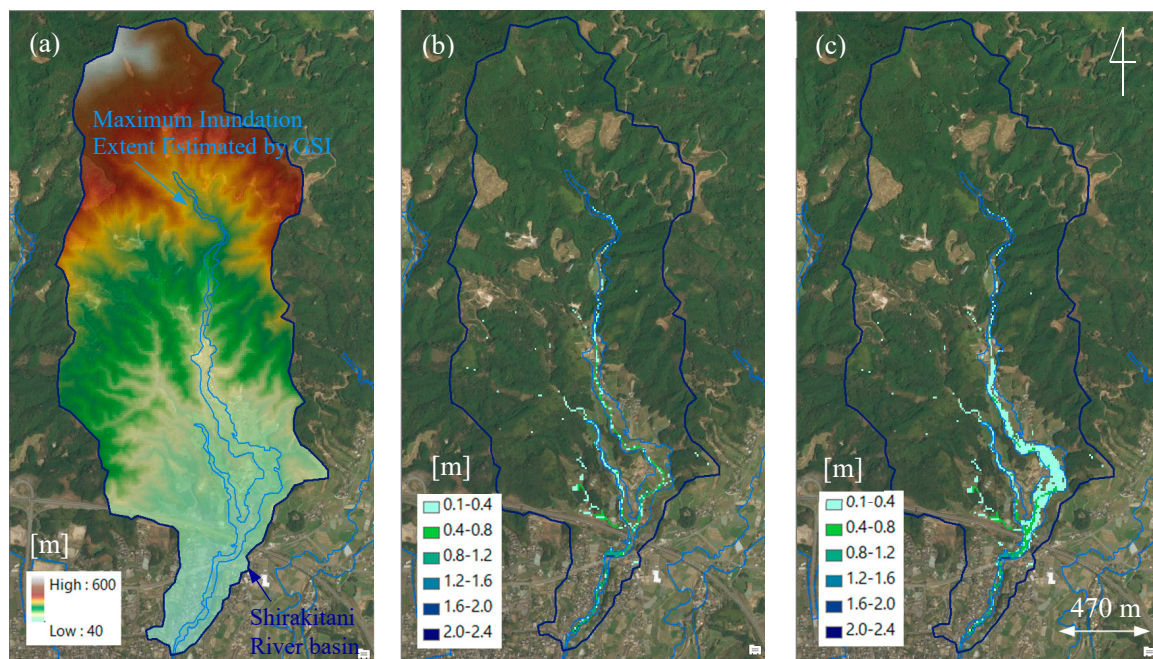 (a)
Maximum Inundation
Extent Estimated by GSI
[m]
High : 600
Low : 40
Shirakitani
River basin
(b)
[m]
0.1-0.4
0.4-0.8
0.8-1.2
1.2-1.6
1.6-2.0
2.0-2.4
(c)
[m]
0.1-0.4
0.4-0.8
0.8-1.2
1.2-1.6
1.6-2.0
2.0-2.4
470 m